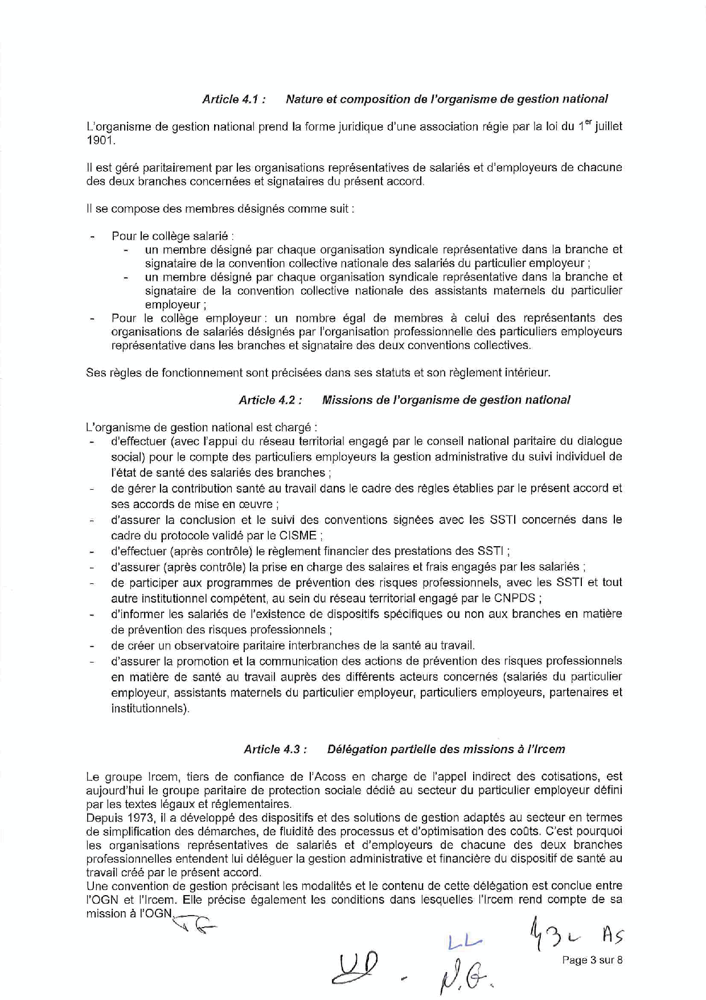 Article 4.1 : Nature et composition de l'organisme de gestion national
L'organisme de gestion national prend la forme juridique d'une association régie par la loi du 1er juillet
1901.
Il est géré paritairement par les organisations représentatives de salariés et d'employeurs de chacune
des deux branches concernées et signataires du présent accord.
Il se compose des membres désignés comme suit :
- Pour le collège salarié :
- un membre désigné par chaque organisation syndicale représentative dans la branche et
signataire de la convention collective nationale des salariés du particulier employeur ;
- un membre désigné par chaque organisation syndicale représentative dans la branche et
signataire de la convention collective nationale des assistants maternels du particulier
employeur ;
- Pour le collège employeur : un nombre égal de membres à celui des représentants des
organisations de salariés désignés par l'organisation professionnelle des particuliers employeurs
représentative dans les branches et signataire des deux conventions collectives.
Ses règles de fonctionnement sont précisées dans ses statuts et son règlement intérieur.
Article 4.2 : Missions de l'organisme de gestion national
L'organisme de gestion national est chargé :
- d'effectuer (avec l'appui du réseau territorial engagé par le conseil national paritaire du dialogue
social) pour le compte des particuliers employeurs la gestion administrative du suivi individuel de
l'état de santé des salariés des branches ;
- de gérer la contribution santé au travail dans le cadre des règles établies par le présent accord et
ses accords de mise en œuvre ;
- d'assurer la conclusion et le suivi des conventions signées avec les SSTI concernés dans le
cadre du protocole validé par le CISME ;
- d'effectuer (après contrôle) le règlement financier des prestations des SSTI ;
- d'assurer (après contrôle) la prise en charge des salaires et frais engagés par les salariés ;
- de participer aux programmes de prévention des risques professionnels, avec les SSTI et tout
autre institutionnel compétent, au sein du réseau territorial engagé par le CNPDS ;
- d'informer les salariés de l'existence de dispositifs spécifiques ou non aux branches en matière
de prévention des risques professionnels ;
- de créer un observatoire paritaire interbranches de la santé au travail.
- d'assurer la promotion et la communication des actions de prévention des risques professionnels
en matière de santé au travail auprès des différents acteurs concernés (salariés du particulier
employeur, assistants maternels du particulier employeur, particuliers employeurs, partenaires et
institutionnels).
Article 4.3 : Délégation partielle des missions à l'Ircem
Le groupe Ircem, tiers de confiance de l'Acoss en charge de l'appel indirect des cotisations, est
aujourd'hui le groupe paritaire de protection sociale dédié au secteur du particulier employeur défini
par les textes légaux et réglementaires.
Depuis 1973, il a développé des dispositifs et des solutions de gestion adaptés au secteur en termes
de simplification des démarches, de fluidité des processus et d'optimisation des coûts. C'est pourquoi
les organisations représentatives de salariés et d'employeurs de chacune des deux branches
professionnelles entendent lui déléguer la gestion administrative et financière du dispositif de santé au
travail créé par le présent accord.
Une convention de gestion précisant les modalités et le contenu de cette délégation est conclue entre
l'OGN et l'Ircem. Elle précise également les conditions dans lesquelles l'Ircem rend compte de sa
mission à l'OGN.
LL AS
Page 3 sur 8
N.G.